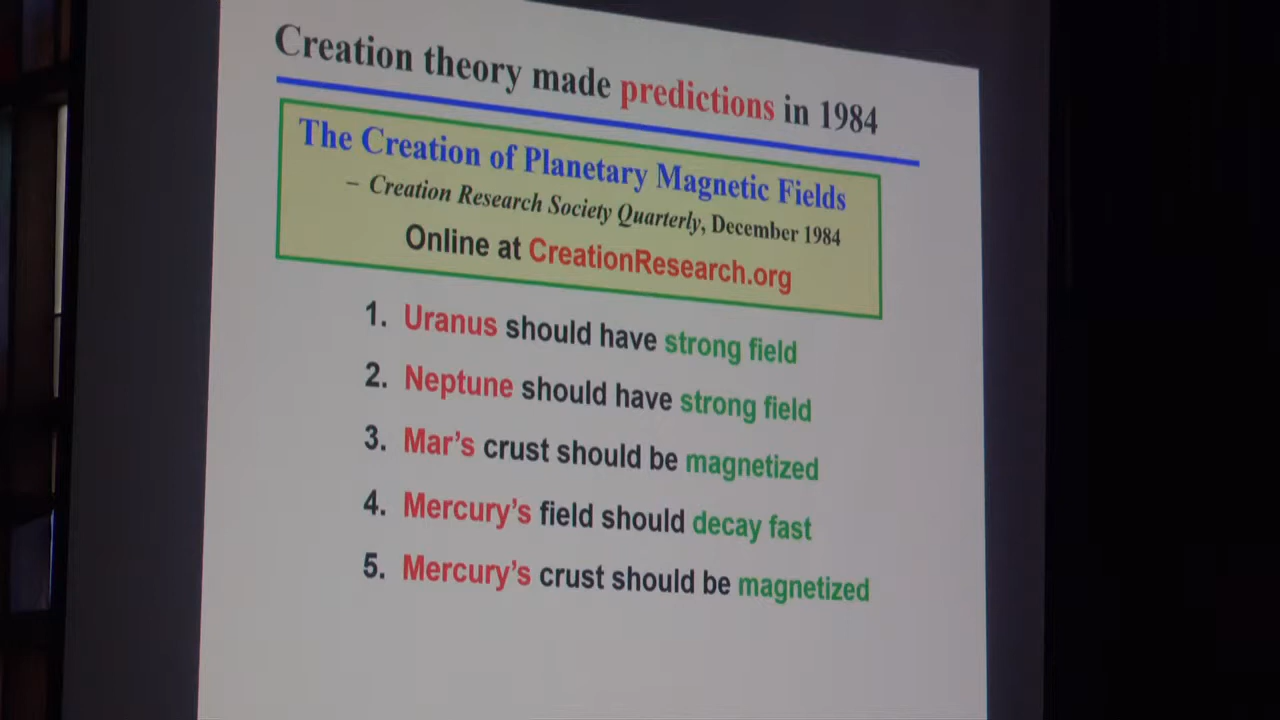 Creation theory made predictions in 1984
The Creation of Planetary Magnetic Fields
– Creation Research Society Quarterly, December 1984
Online at CreationResearch.org
1. Uranus should have strong field
2. Neptune should have strong field
3. Mar's crust should be magnetized
4. Mercury's field should decay fast
5. Mercury's crust should be magnetized